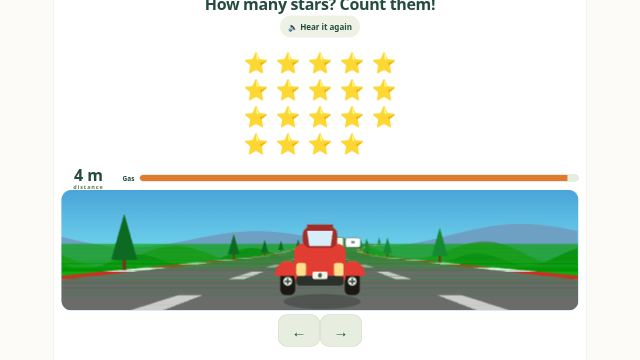 How many stars? Count them!
🔈 Hear it again
4 m
distance
Gas
← →